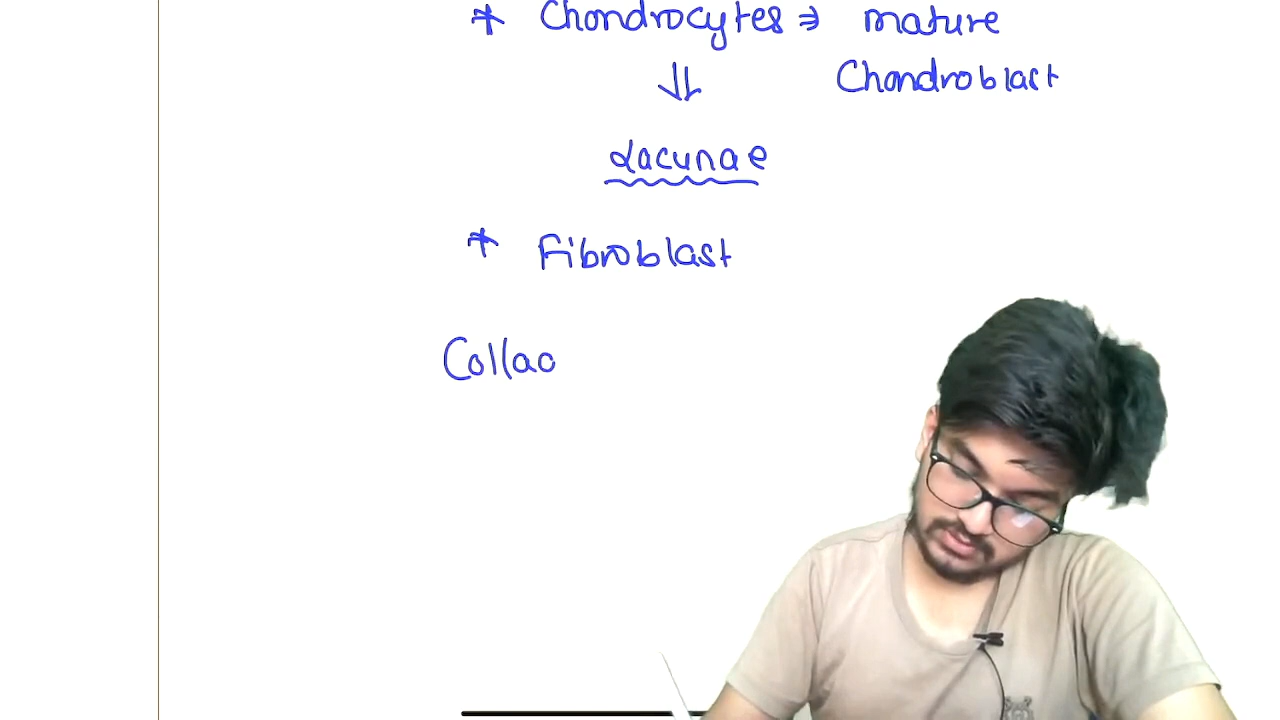 * Chondrocytes ⇒ mature
Chondroblast
⇓
Lacunae
* Fibroblast
Collac